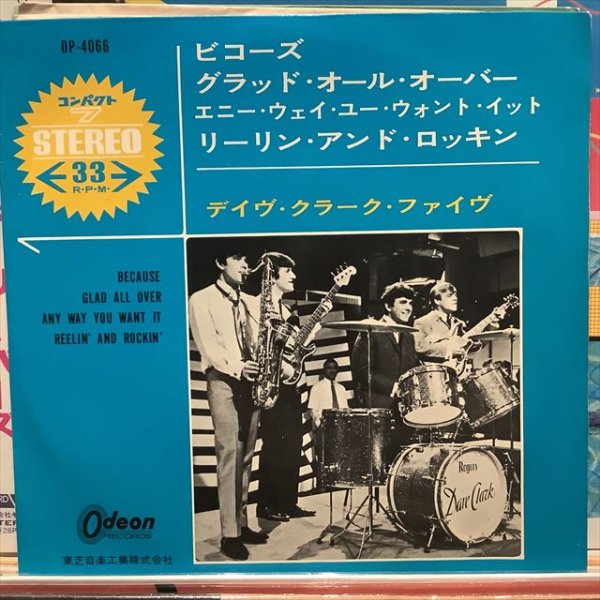 OP-4066
コンパクト
7
STEREO
33
R·P·M·
ビコーズ
グラッド・オール・オーバー
エニー・ウェイ・ユー・ウォント・イット
リーリン・アンド・ロッキン
デイヴ・クラーク・ファイヴ
BECAUSE
GLAD ALL OVER
ANY WAY YOU WANT IT
REELIN' AND ROCKIN'
Rogers
Dave Clark
Odeon
RECORDS
東芝音楽工業株式会社